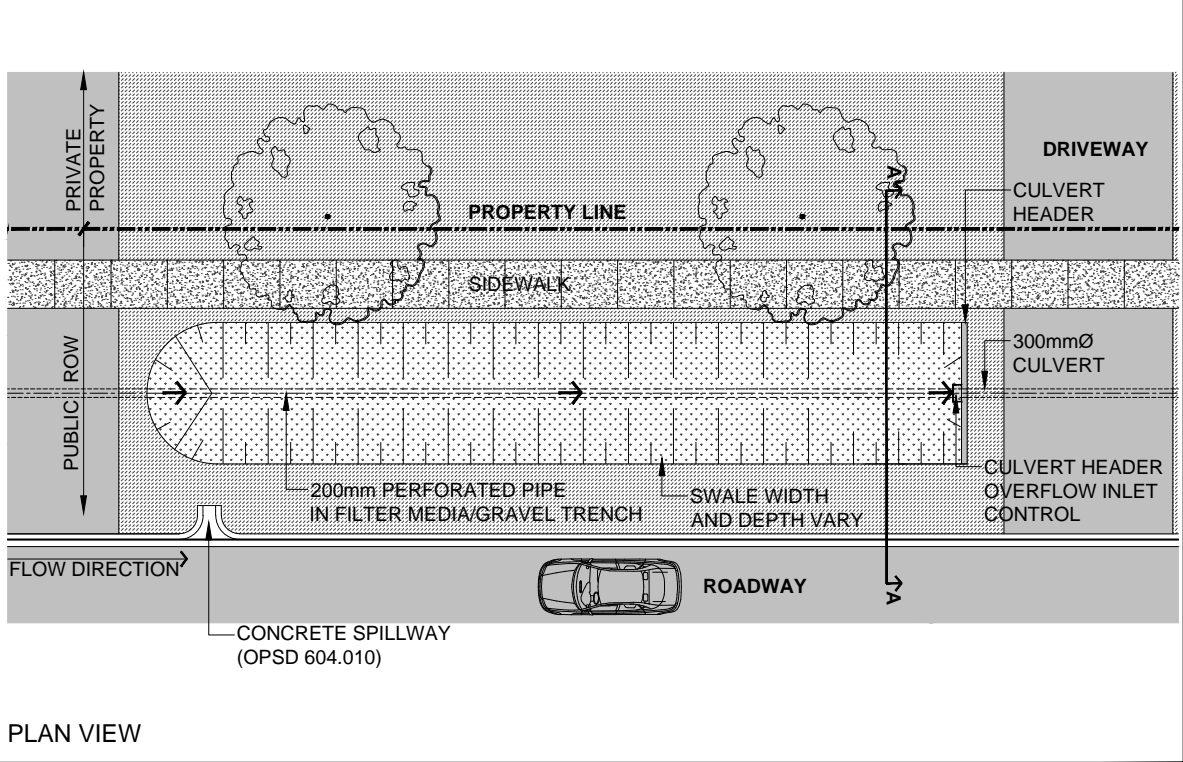 PRIVATE
PROPERTY
DRIVEWAY
A
CULVERT
HEADER
PROPERTY LINE
SIDEWALK
300mmØ
CULVERT
PUBLIC ROW
200mm PERFORATED PIPE
IN FILTER MEDIA/GRAVEL TRENCH
SWALE WIDTH
AND DEPTH VARY
CULVERT HEADER
OVERFLOW INLET
CONTROL
FLOW DIRECTION
ROADWAY
A
CONCRETE SPILLWAY
(OPSD 604.010)
PLAN VIEW